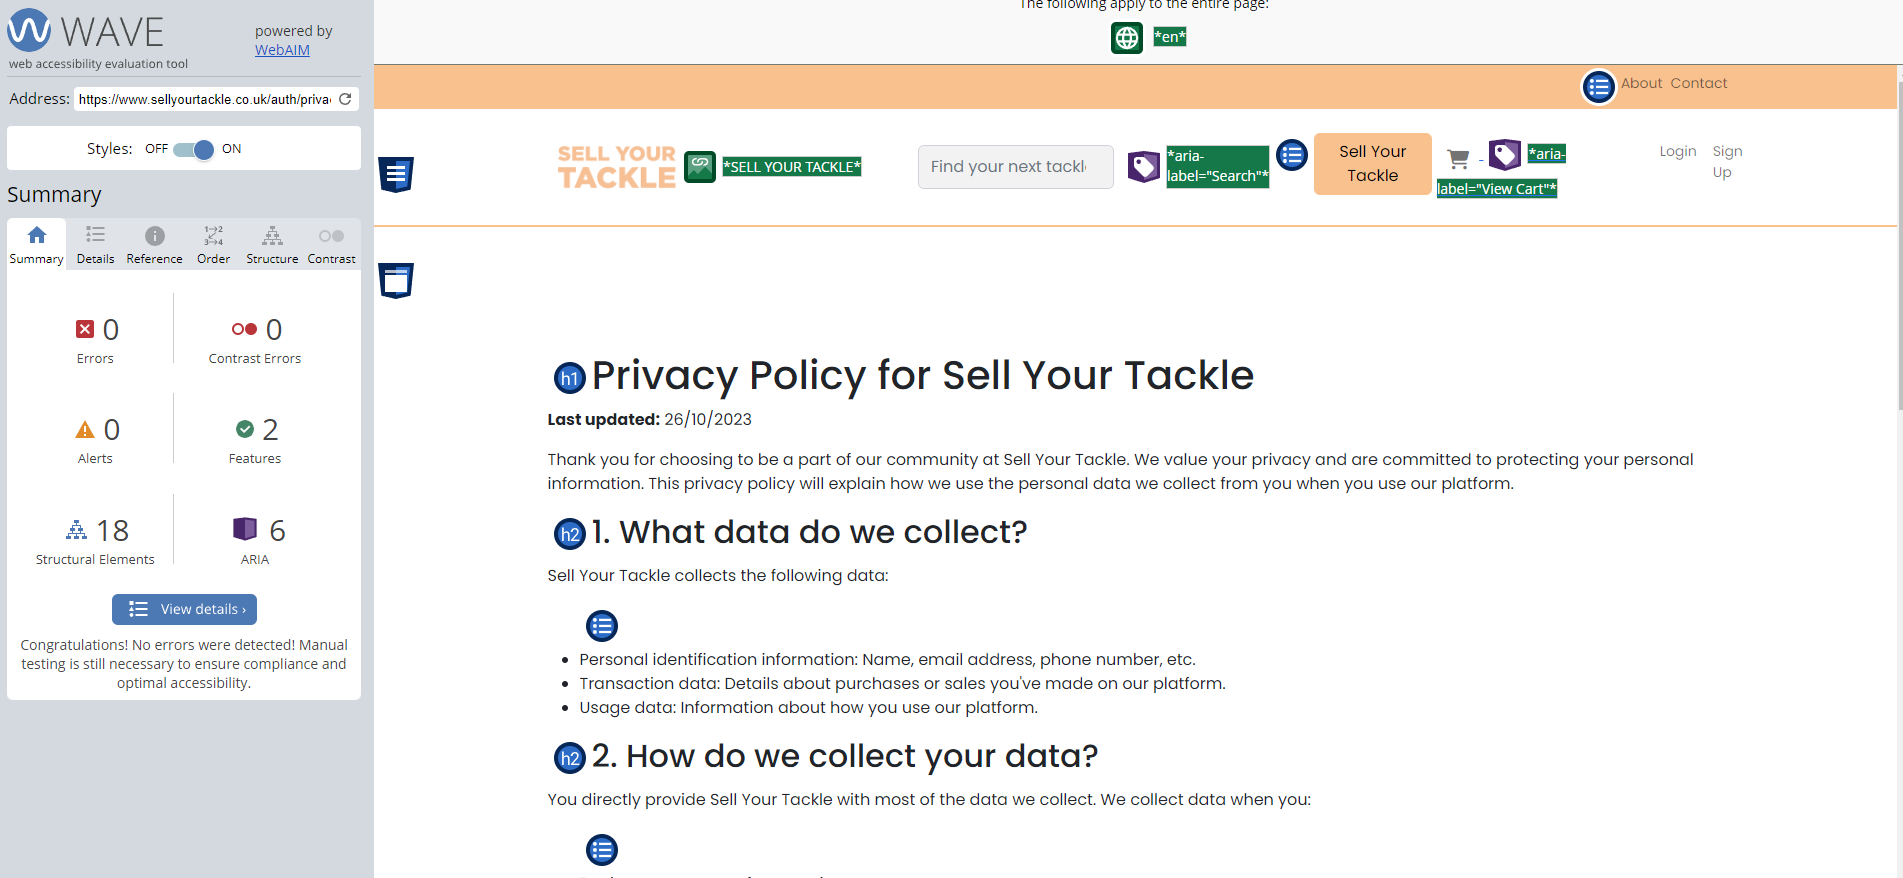 WAVE
powered by
WebAIM
web accessibility evaluation tool
Address: https://www.sellyourtackle.co.uk/auth/priva
Styles: OFF ON
Summary
Summary Details Reference Order Structure Contrast
1→2
3→4
0 0
Errors Contrast Errors
0 2
Alerts Features
18 6
Structural Elements ARIA
View details ›
Congratulations! No errors were detected! Manual
testing is still necessary to ensure compliance and
optimal accessibility.
The following apply to the entire page:
*en*
About Contact
SELL YOUR
TACKLE
*SELL YOUR TACKLE*
Find your next tackl
*aria-
label="Search"*
Sell Your
Tackle
*aria-
label="View Cart"*
Login Sign
Up
h1 Privacy Policy for Sell Your Tackle
Last updated: 26/10/2023
Thank you for choosing to be a part of our community at Sell Your Tackle. We value your privacy and are committed to protecting your personal
information. This privacy policy will explain how we use the personal data we collect from you when you use our platform.
h2 1. What data do we collect?
Sell Your Tackle collects the following data:
• Personal identification information: Name, email address, phone number, etc.
• Transaction data: Details about purchases or sales you've made on our platform.
• Usage data: Information about how you use our platform.
h2 2. How do we collect your data?
You directly provide Sell Your Tackle with most of the data we collect. We collect data when you: